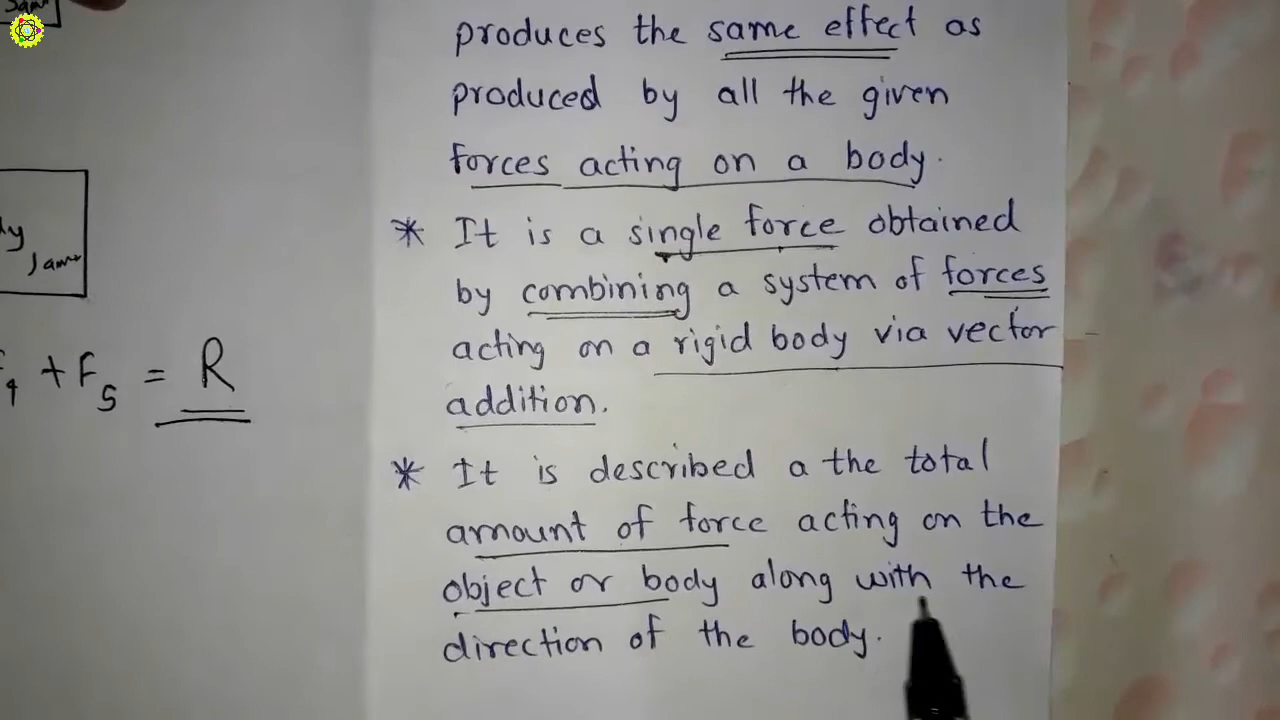 produces the same effect as
produced by all the given
forces acting on a body.
* It is a single force obtained
by combining a system of forces
acting on a rigid body via vector
addition.
* It is described a the total
amount of force acting on the
object or body along with the
direction of the body.
+ F5 = R